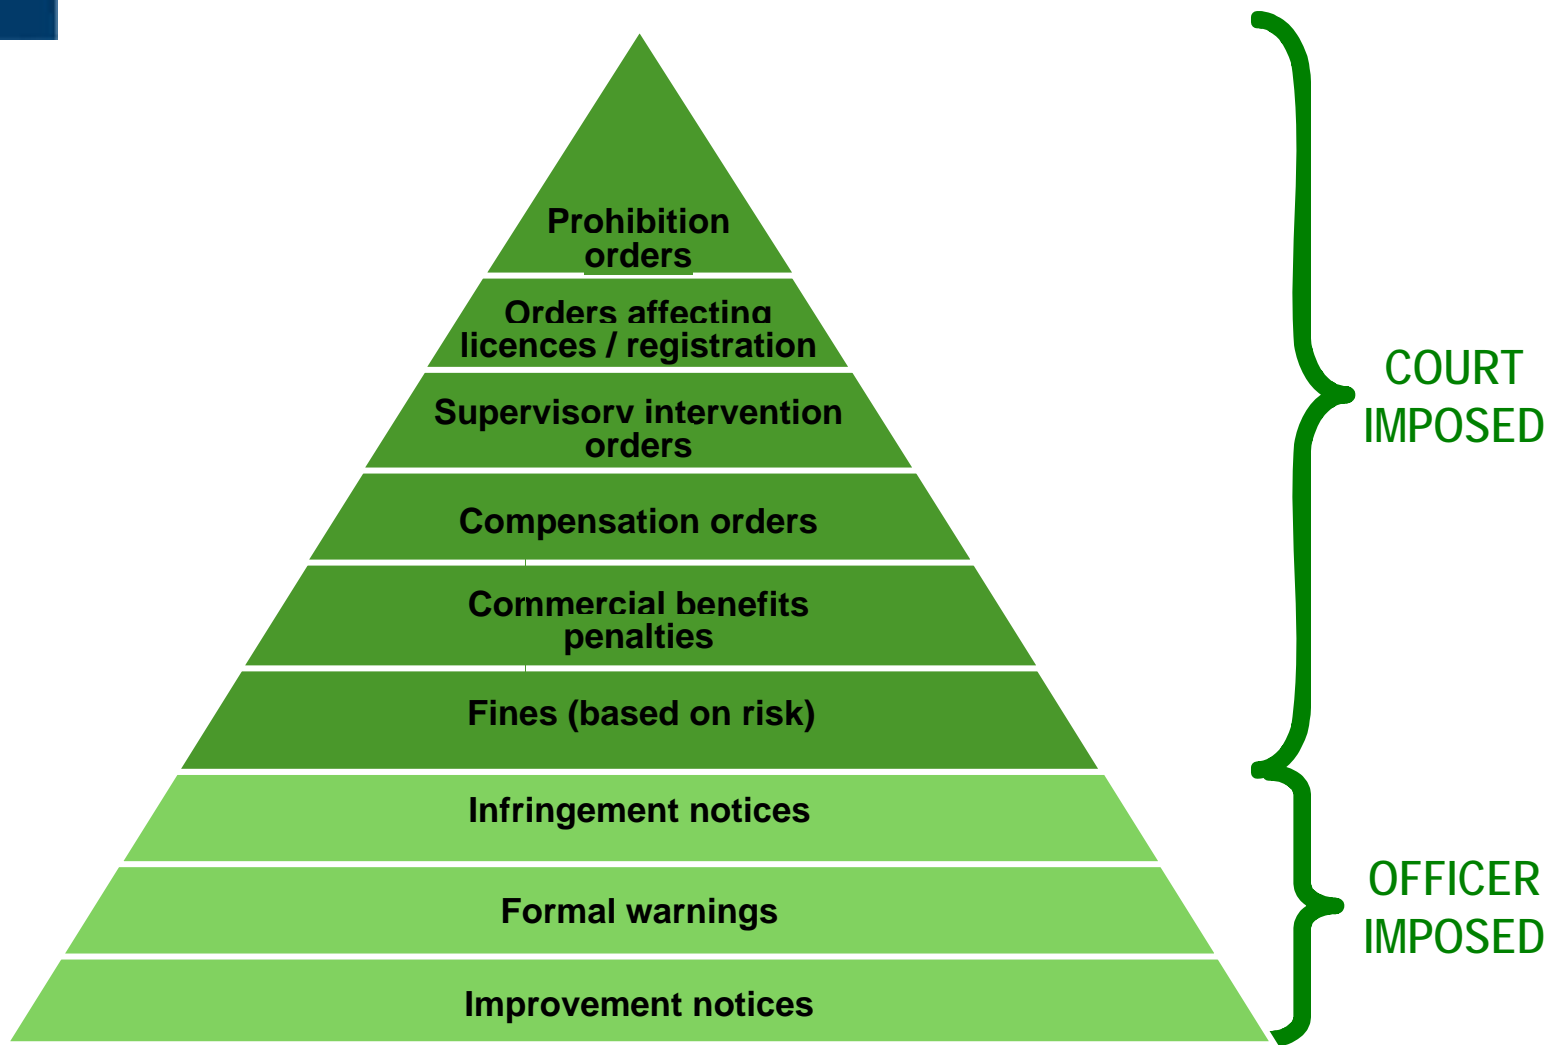 Prohibition
orders
Orders affecting
licences / registration
Supervisory intervention
orders
Compensation orders
Commercial benefits
penalties
Fines (based on risk)
Infringement notices
Formal warnings
Improvement notices
COURT
IMPOSED
OFFICER
IMPOSED